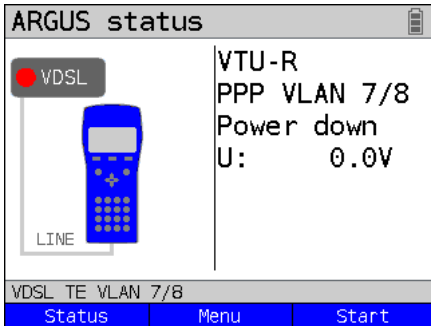 ARGUS status
VDSL
VTU-R
PPP VLAN 7/8
Power down
U: 0.0V
LINE
VDSL TE VLAN 7/8
Status Menu Start